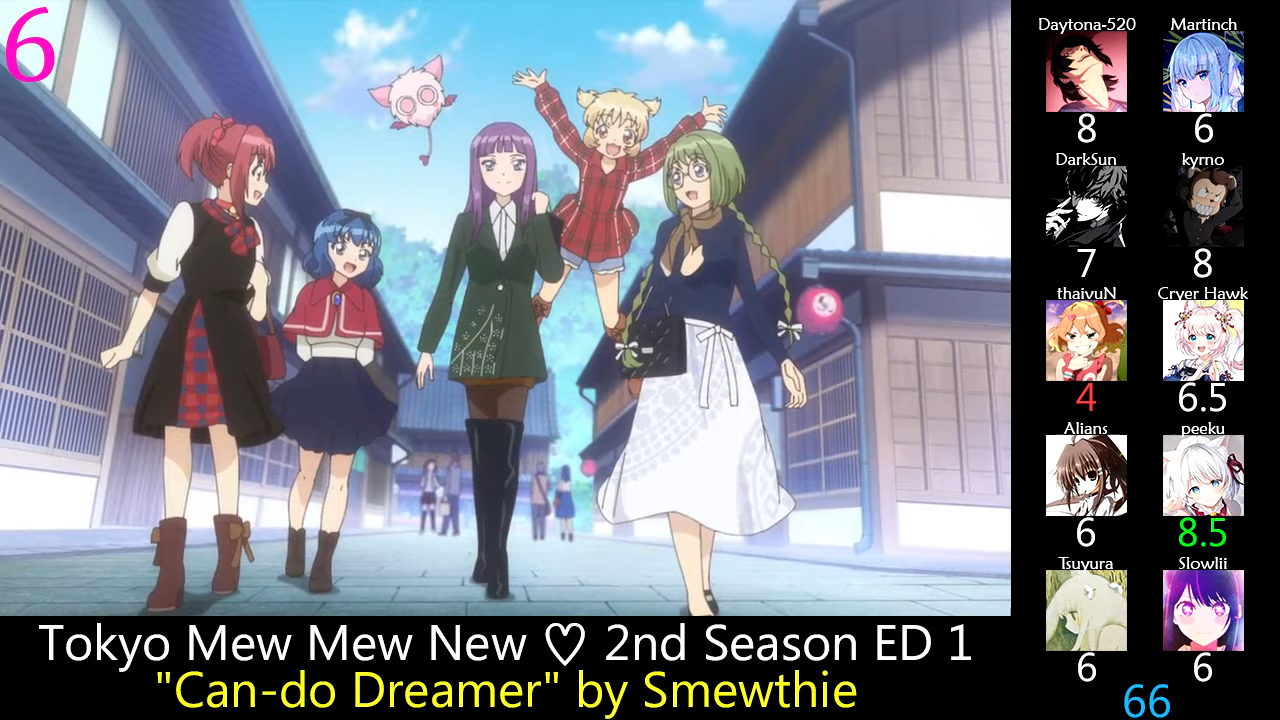 6
Daytona-520 Martinch
8 6
DarkSun kyrno
7 8
thaivuN Cryer Hawk
4 6.5
Alians peeku
6 8.5
Tsuyura Slowlii
6 6
66
Tokyo Mew Mew New ♡ 2nd Season ED 1
"Can-do Dreamer" by Smewthie